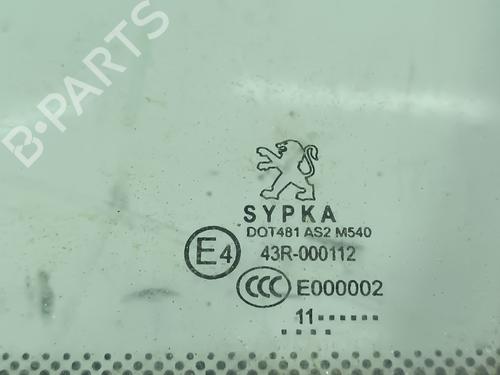 B-PARTS
SYPKA
DOT481 AS2 M540
E4 43R-000112
CCC E000002
11.......
....